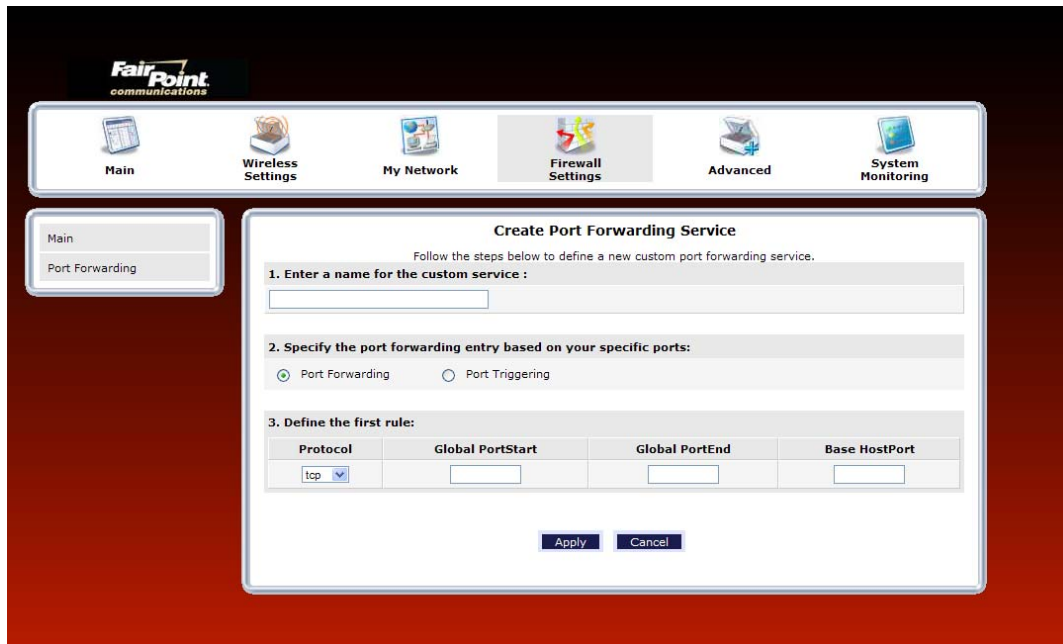 FairPoint.
communications
Main
Wireless
Settings
My Network
Firewall
Settings
Advanced
System
Monitoring
Main
Port Forwarding
Create Port Forwarding Service
Follow the steps below to define a new custom port forwarding service.
1. Enter a name for the custom service :
2. Specify the port forwarding entry based on your specific ports:
Port Forwarding Port Triggering
3. Define the first rule:
Protocol Global PortStart Global PortEnd Base HostPort
tcp
Apply Cancel